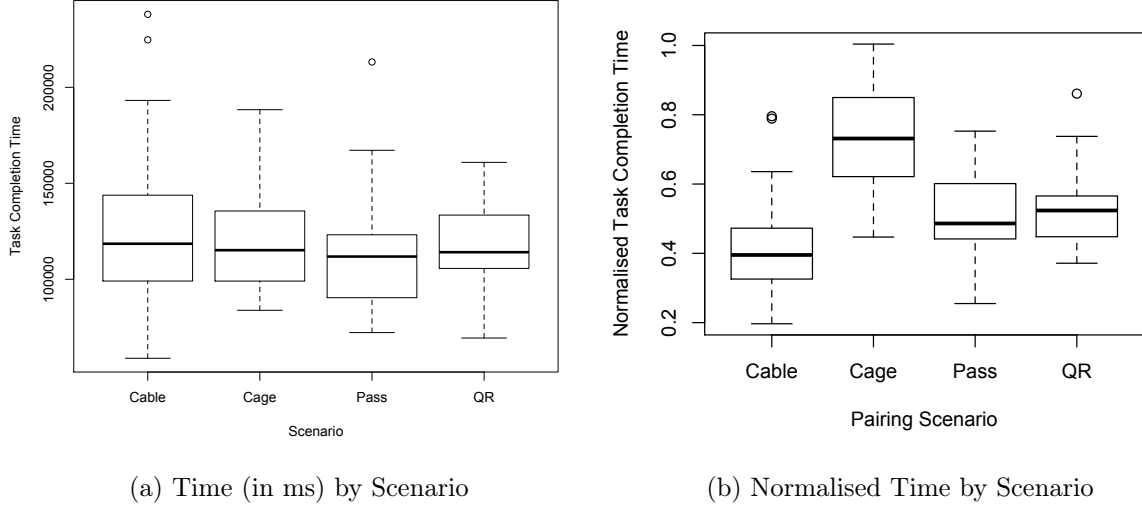 Task Completion Time
200000
150000
100000
Cable Cage Pass QR
Scenario
(a) Time (in ms) by Scenario
Normalised Task Completion Time
1.0
0.8
0.6
0.4
0.2
Cable Cage Pass QR
Pairing Scenario
(b) Normalised Time by Scenario